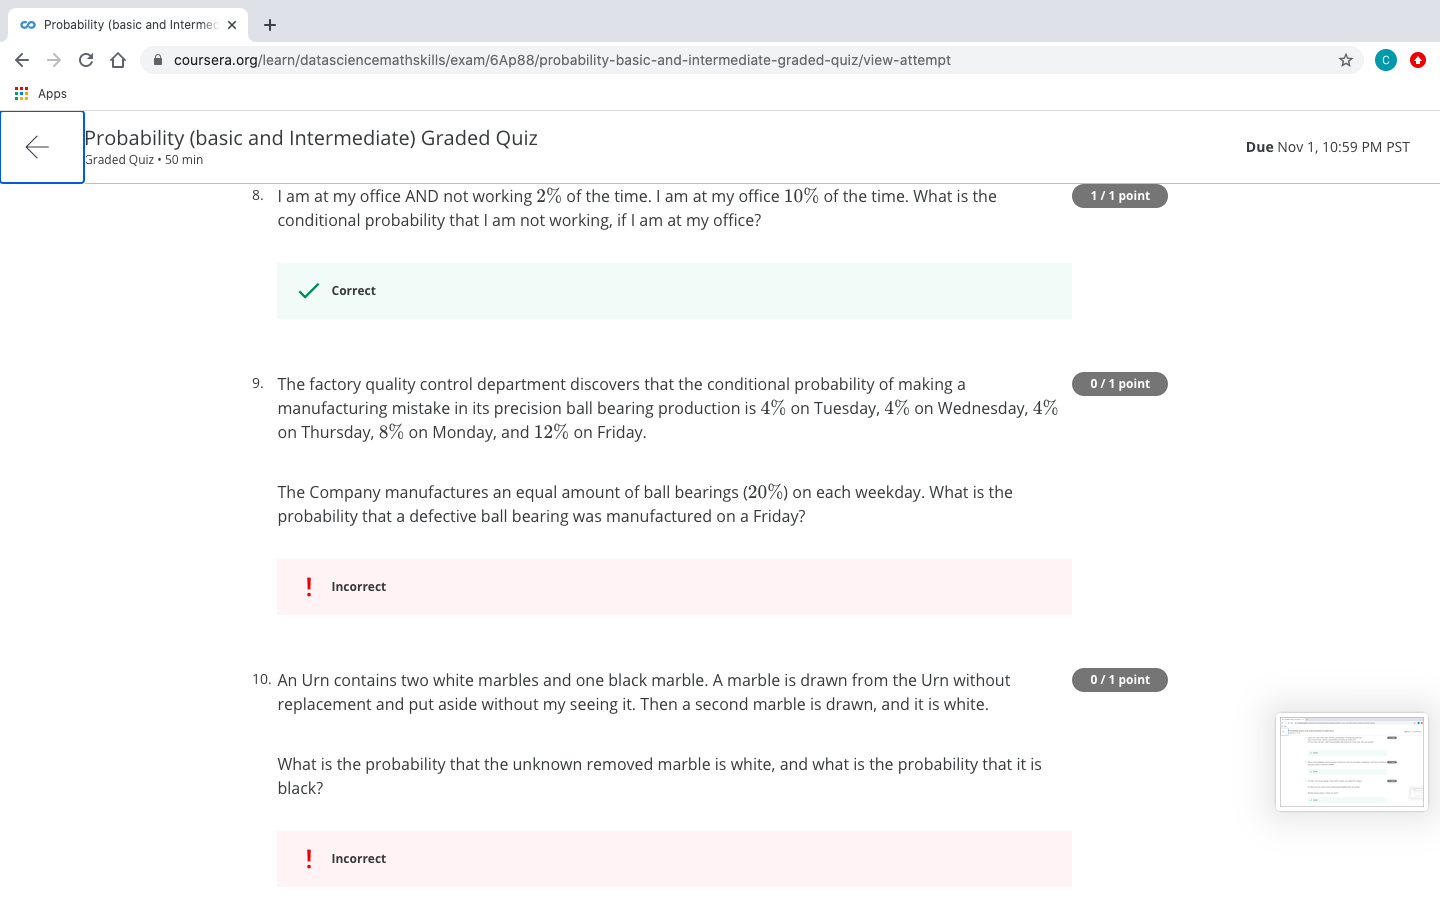 Probability (basic and Intermed
coursera.org/learn/datasciencemathskills/exam/6Ap88/probability-basic-and-intermediate-graded-quiz/view-attempt
C
Apps
Probability (basic and Intermediate) Graded Quiz
Graded Quiz • 50 min
Due Nov 1, 10:59 PM PST
8. I am at my office AND not working 2% of the time. I am at my office 10% of the time. What is the
conditional probability that I am not working, if I am at my office?
1 / 1 point
Correct
9. The factory quality control department discovers that the conditional probability of making a
manufacturing mistake in its precision ball bearing production is 4% on Tuesday, 4% on Wednesday, 4%
on Thursday, 8% on Monday, and 12% on Friday.
0 / 1 point
The Company manufactures an equal amount of ball bearings (20%) on each weekday. What is the
probability that a defective ball bearing was manufactured on a Friday?
Incorrect
10. An Urn contains two white marbles and one black marble. A marble is drawn from the Urn without
replacement and put aside without my seeing it. Then a second marble is drawn, and it is white.
0 / 1 point
What is the probability that the unknown removed marble is white, and what is the probability that it is
black?
Incorrect